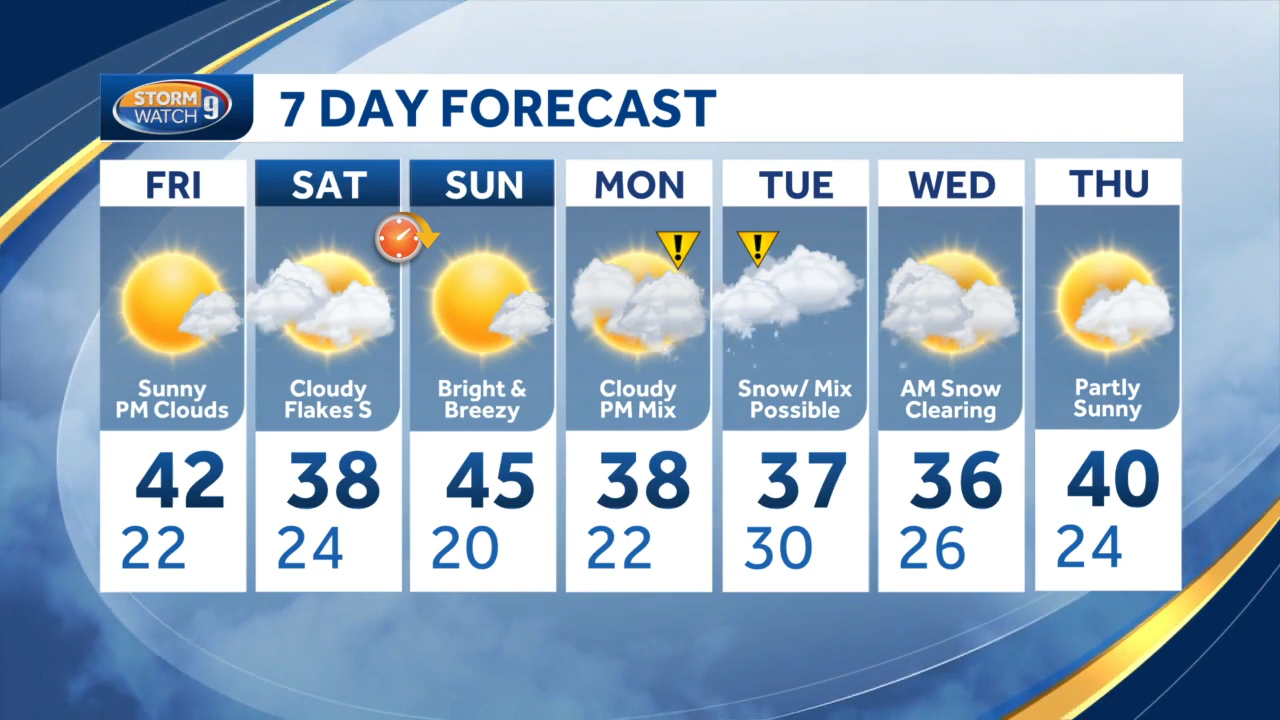 STORM
WATCH 9
7 DAY FORECAST
FRI
SAT
SUN
MON
TUE
WED
THU
!
!
Sunny
PM Clouds
Cloudy
Flakes S
Bright &
Breezy
Cloudy
PM Mix
Snow/ Mix
Possible
AM Snow
Clearing
Partly
Sunny
42
38
45
38
37
36
40
22
24
20
22
30
26
24